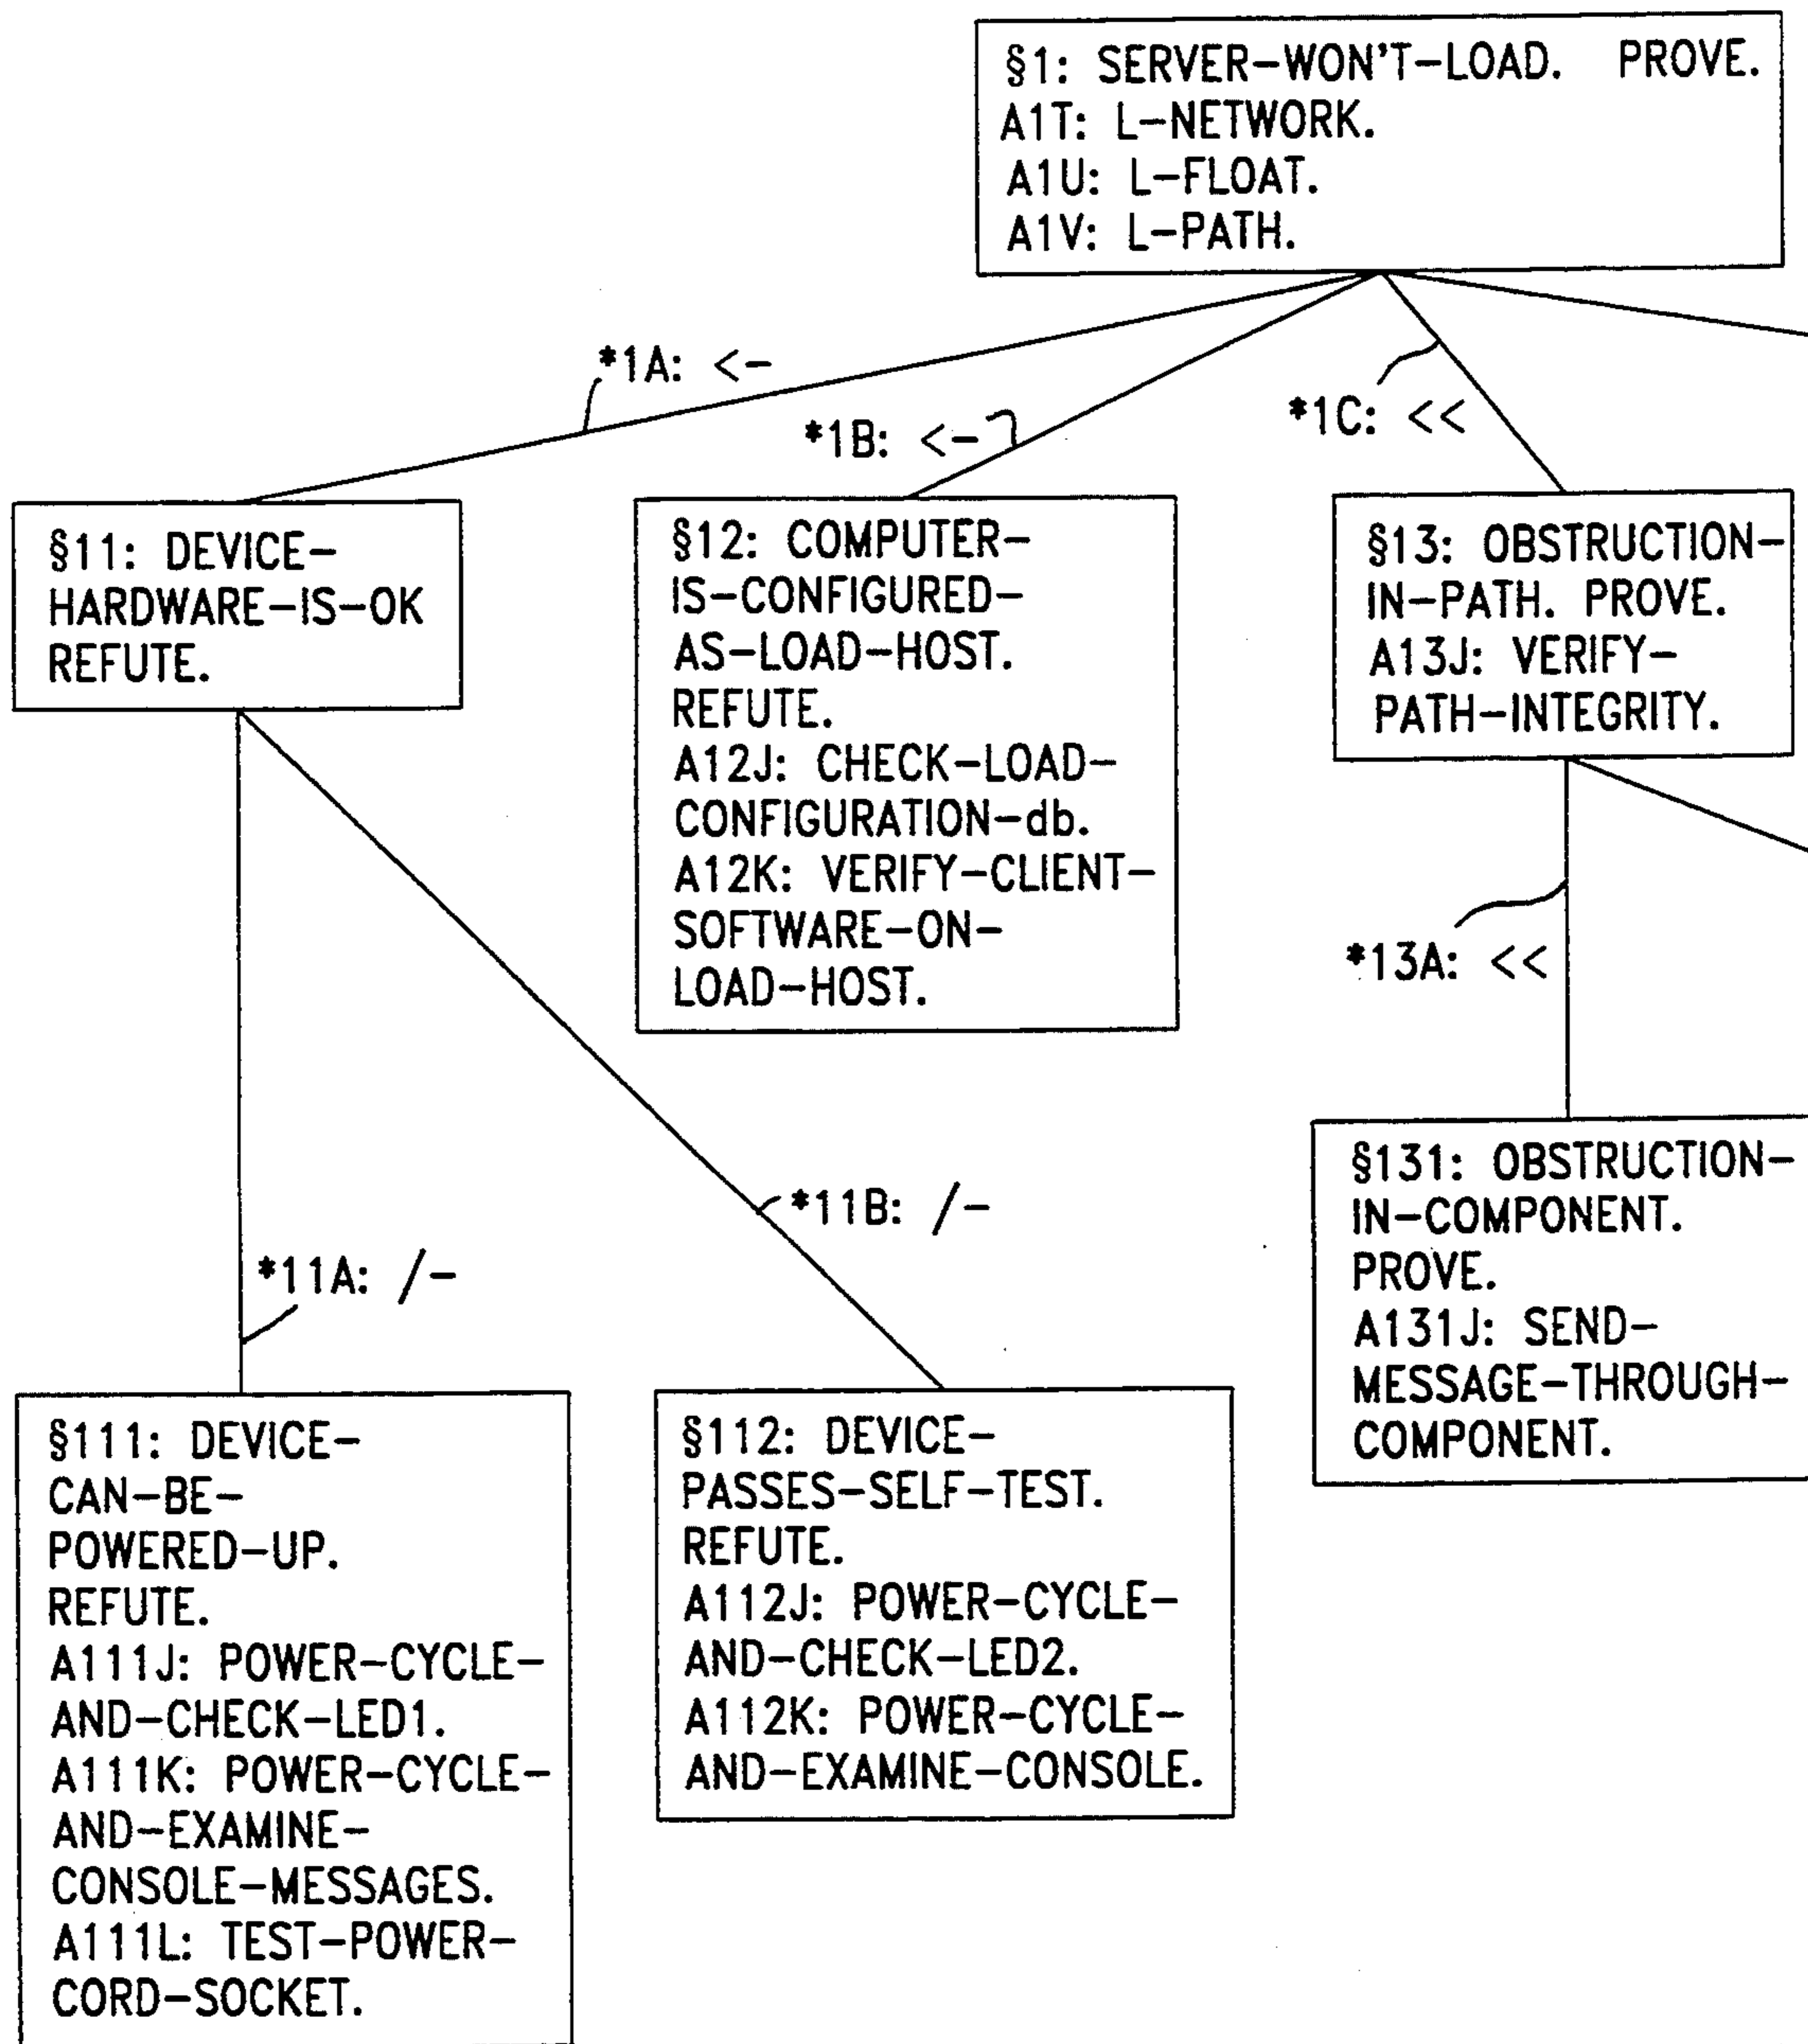 §1: SERVER-WON'T-LOAD. PROVE.
A1T: L-NETWORK.
A1U: L-FLOAT.
A1V: L-PATH.
*1A: <-
*1B: <-
*1C: <<
§11: DEVICE-
HARDWARE-IS-OK
REFUTE.
§12: COMPUTER-
IS-CONFIGURED-
AS-LOAD-HOST.
REFUTE.
A12J: CHECK-LOAD-
CONFIGURATION-db.
A12K: VERIFY-CLIENT-
SOFTWARE-ON-
LOAD-HOST.
§13: OBSTRUCTION-
IN-PATH. PROVE.
A13J: VERIFY-
PATH-INTEGRITY.
*13A: <<
*11A: /-
*11B: /-
§131: OBSTRUCTION-
IN-COMPONENT.
PROVE.
A131J: SEND-
MESSAGE-THROUGH-
COMPONENT.
§111: DEVICE-
CAN-BE-
POWERED-UP.
REFUTE.
A111J: POWER-CYCLE-
AND-CHECK-LED1.
A111K: POWER-CYCLE-
AND-EXAMINE-
CONSOLE-MESSAGES.
A111L: TEST-POWER-
CORD-SOCKET.
§112: DEVICE-
PASSES-SELF-TEST.
REFUTE.
A112J: POWER-CYCLE-
AND-CHECK-LED2.
A112K: POWER-CYCLE-
AND-EXAMINE-CONSOLE.